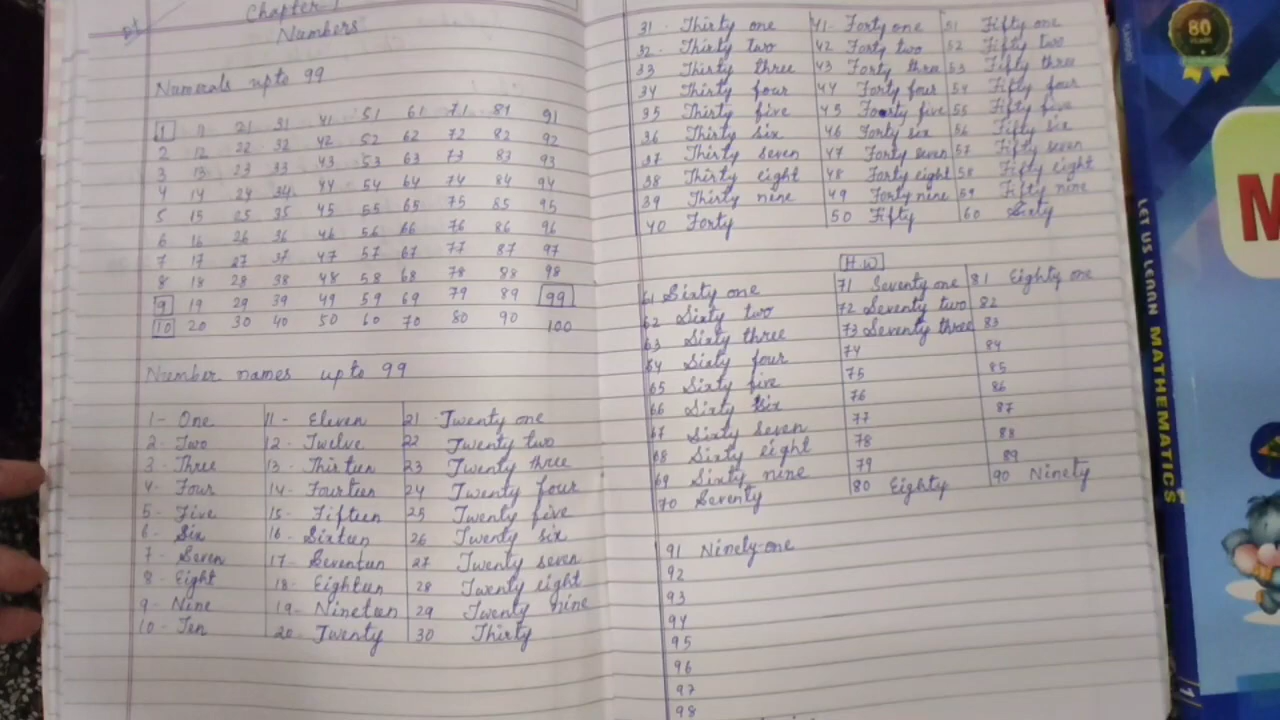 Chapter
Numbers
Numerals upto 99
1 11 21 31 41 51 61 71 81 91
2 12 22 32 42 52 62 72 82 92
3 13 23 33 43 53 63 73 83 93
4 14 24 34 44 54 64 74 84 94
5 15 25 35 45 55 65 75 85 95
6 16 26 36 46 56 66 76 86 96
7 17 27 37 47 57 67 77 87 97
8 18 28 38 48 58 68 78 88 98
9 19 29 39 49 59 69 79 89 99
10 20 30 40 50 60 70 80 90 100
Number names upto 99
1- One 11- Eleven 21 Twenty one
2- Two 12- Twelve 22 Twenty two
3- Three 13- Thirteen 23 Twenty three
4- Four 14- Fourteen 24 Twenty four
5- Five 15- Fifteen 25 Twenty five
6- Six 16- Sixteen 26 Twenty six
7- Seven 17- Seventeen 27 Twenty seven
8- Eight 18- Eighteen 28 Twenty eight
9- Nine 19- Nineteen 29 Twenty nine
10- Ten 20- Twenty 30 Thirty
31- Thirty one 41- Forty one 51 Fifty one
32- Thirty two 42 Forty two 52 Fifty two
33 Thirty three 43 Forty three 53 Fifty three
34 Thirty four 44 Forty four 54 Fifty four
35 Thirty five 45 Forty five 55 Fifty five
36 Thirty six 46 Forty six 56 Fifty six
37 Thirty seven 47 Forty seven 57 Fifty seven
38 Thirty eight 48 Forty eight 58 Fifty eight
39 Thirty nine 49 Forty nine 59 Fifty nine
40 Forty 50 Fifty 60 Sixty
H.W
61 Sixty one 71 Seventy one 81 Eighty one
62 Sixty two 72 Seventy two 82
63 Sixty three 73 Seventy three 83
64 Sixty four 74 84
65 Sixty five 75 85
66 Sixty six 76 86
67 Sixty seven 77 87
68 Sixty eight 78 88
69 Sixty nine 79 89
70 Seventy 80 Eighty 90 Ninety
91 Ninety-one
92
93
94
95
96
97
98
80
YEARS
LET US LEARN MATHEMATICS
1
M